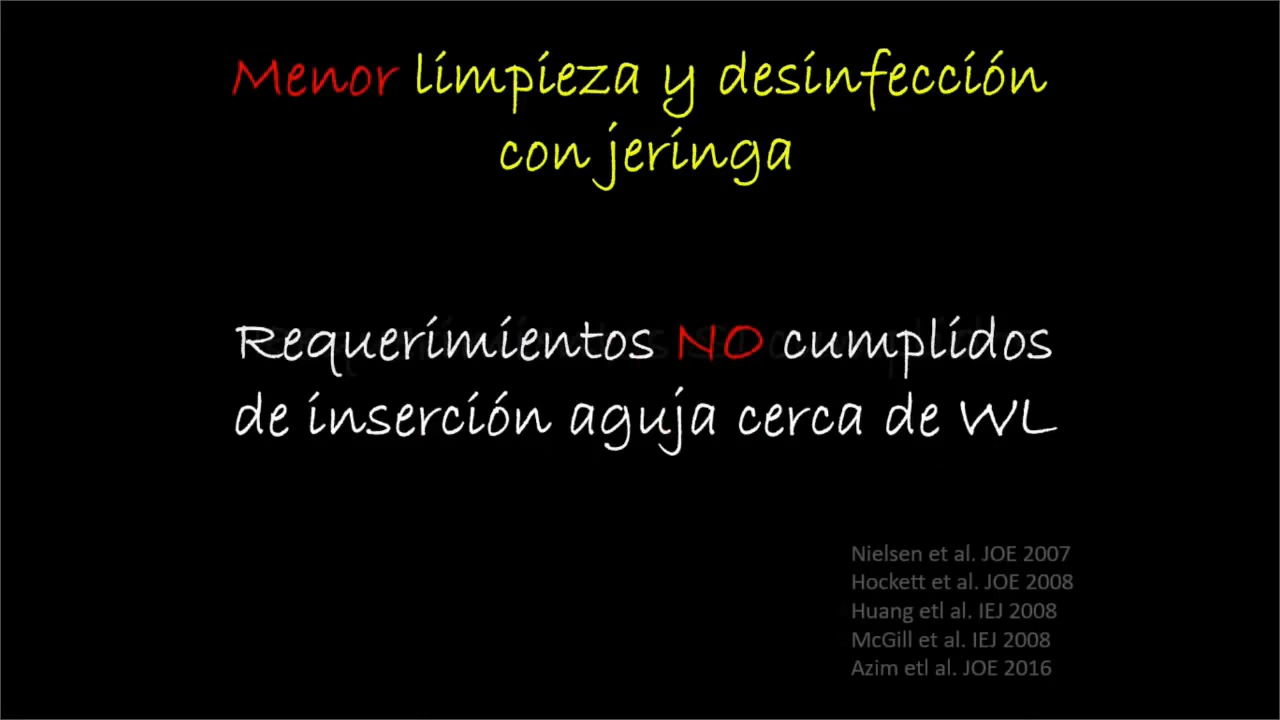 Menor limpieza y desinfección
con jeringa
Requerimientos NO cumplidos
de inserción aguja cerca de WL
Nielsen et al. JOE 2007
Hockett et al. JOE 2008
Huang etl al. IEJ 2008
McGill et al. IEJ 2008
Azim etl al. JOE 2016